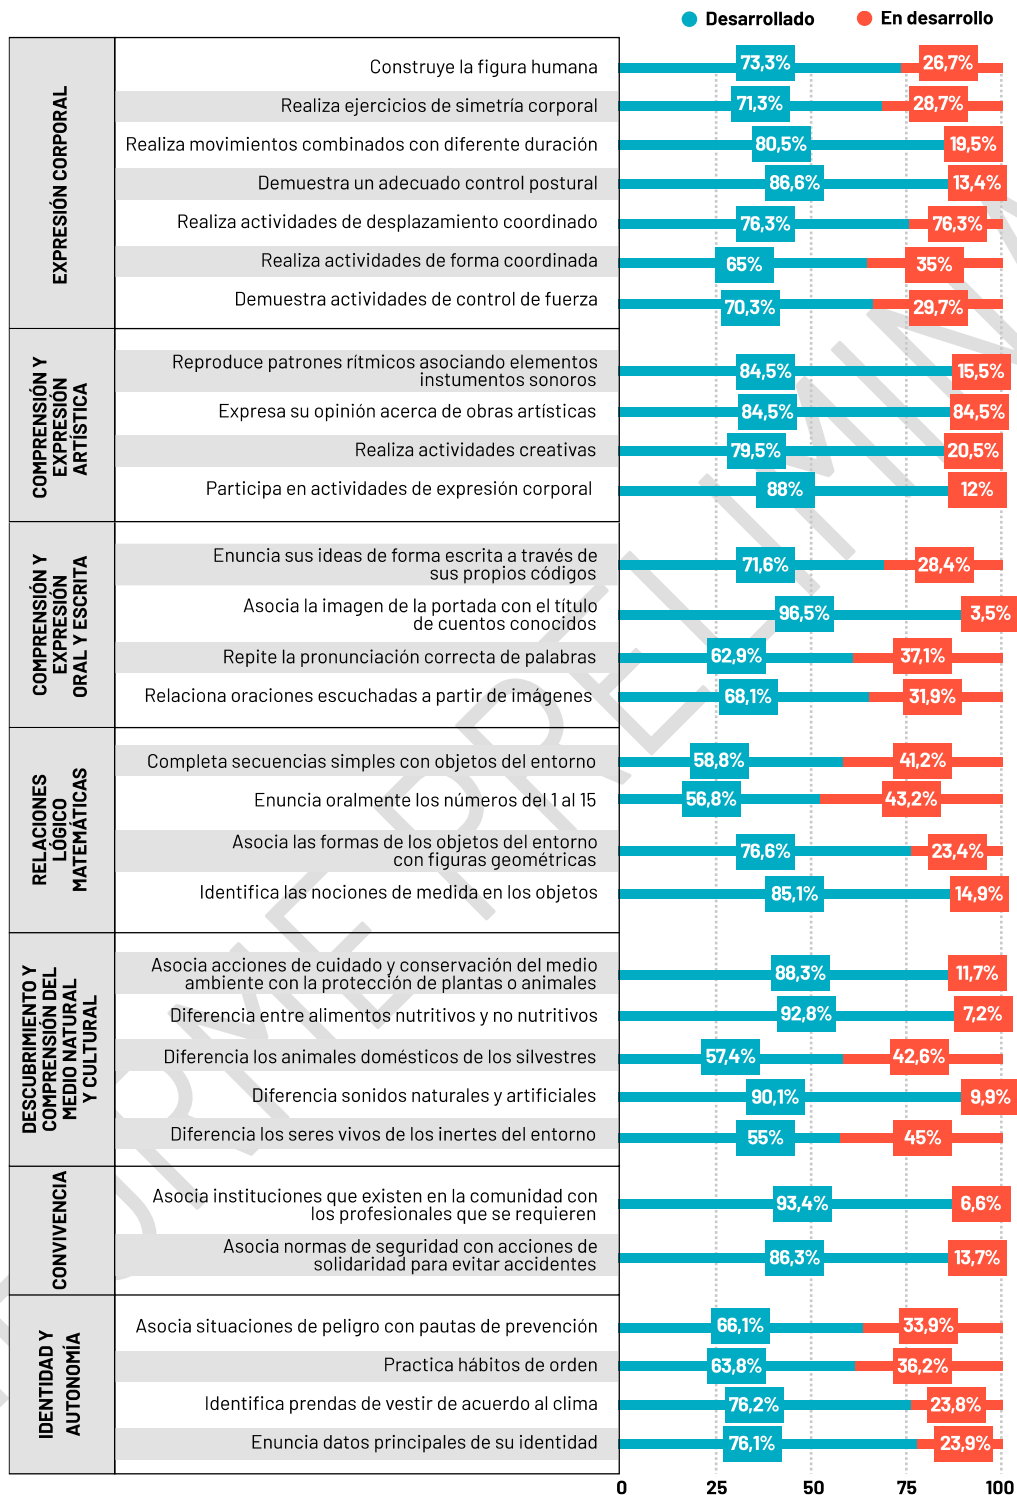 Desarrollado En desarrollo
EXPRESIÓN CORPORAL
Construye la figura humana 73,3% 26,7%
Realiza ejercicios de simetría corporal 71,3% 28,7%
Realiza movimientos combinados con diferente duración 80,5% 19,5%
Demuestra un adecuado control postural 86,6% 13,4%
Realiza actividades de desplazamiento coordinado 76,3% 76,3%
Realiza actividades de forma coordinada 65% 35%
Demuestra actividades de control de fuerza 70,3% 29,7%
COMPRENSIÓN Y
EXPRESIÓN
ARTÍSTICA
Reproduce patrones rítmicos asociando elementos
instumentos sonoros 84,5% 15,5%
Expresa su opinión acerca de obras artísticas 84,5% 84,5%
Realiza actividades creativas 79,5% 20,5%
Participa en actividades de expresión corporal 88% 12%
COMPRENSIÓN Y
EXPRESIÓN
ORAL Y ESCRITA
Enuncia sus ideas de forma escrita a través de
sus propios códigos 71,6% 28,4%
Asocia la imagen de la portada con el título
de cuentos conocidos 96,5% 3,5%
Repite la pronunciación correcta de palabras 62,9% 37,1%
Relaciona oraciones escuchadas a partir de imágenes 68,1% 31,9%
RELACIONES
LÓGICO
MATEMÁTICAS
Completa secuencias simples con objetos del entorno 58,8% 41,2%
Enuncia oralmente los números del 1 al 15 56,8% 43,2%
Asocia las formas de los objetos del entorno
con figuras geométricas 76,6% 23,4%
Identifica las nociones de medida en los objetos 85,1% 14,9%
DESCUBRIMIENTO Y
COMPRENSIÓN DEL
MEDIO NATURAL
Y CULTURAL
Asocia acciones de cuidado y conservación del medio
ambiente con la protección de plantas o animales 88,3% 11,7%
Diferencia entre alimentos nutritivos y no nutritivos 92,8% 7,2%
Diferencia los animales domésticos de los silvestres 57,4% 42,6%
Diferencia sonidos naturales y artificiales 90,1% 9,9%
Diferencia los seres vivos de los inertes del entorno 55% 45%
CONVIVENCIA
Asocia instituciones que existen en la comunidad con
los profesionales que se requieren 93,4% 6,6%
Asocia normas de seguridad con acciones de
solidaridad para evitar accidentes 86,3% 13,7%
IDENTIDAD Y
AUTONOMÍA
Asocia situaciones de peligro con pautas de prevención 66,1% 33,9%
Practica hábitos de orden 63,8% 36,2%
Identifica prendas de vestir de acuerdo al clima 76,2% 23,8%
Enuncia datos principales de su identidad 76,1% 23,9%
0 25 50 75 100